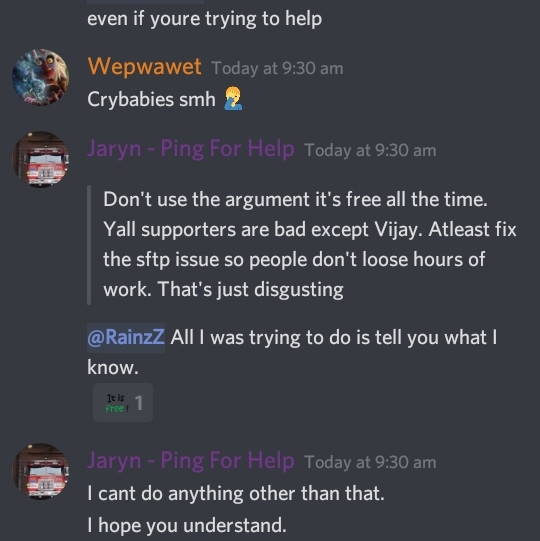 even if youre trying to help
Wepwawet Today at 9:30 am
Crybabies smh
Jaryn - Ping For Help Today at 9:30 am
Don't use the argument it's free all the time.
Yall supporters are bad except Vijay. Atleast fix
the sftp issue so people don't loose hours of
work. That's just disgusting
@RainzZ All I was trying to do is tell you what I
know.
It is
free! 1
Jaryn - Ping For Help Today at 9:30 am
I cant do anything other than that.
I hope you understand.